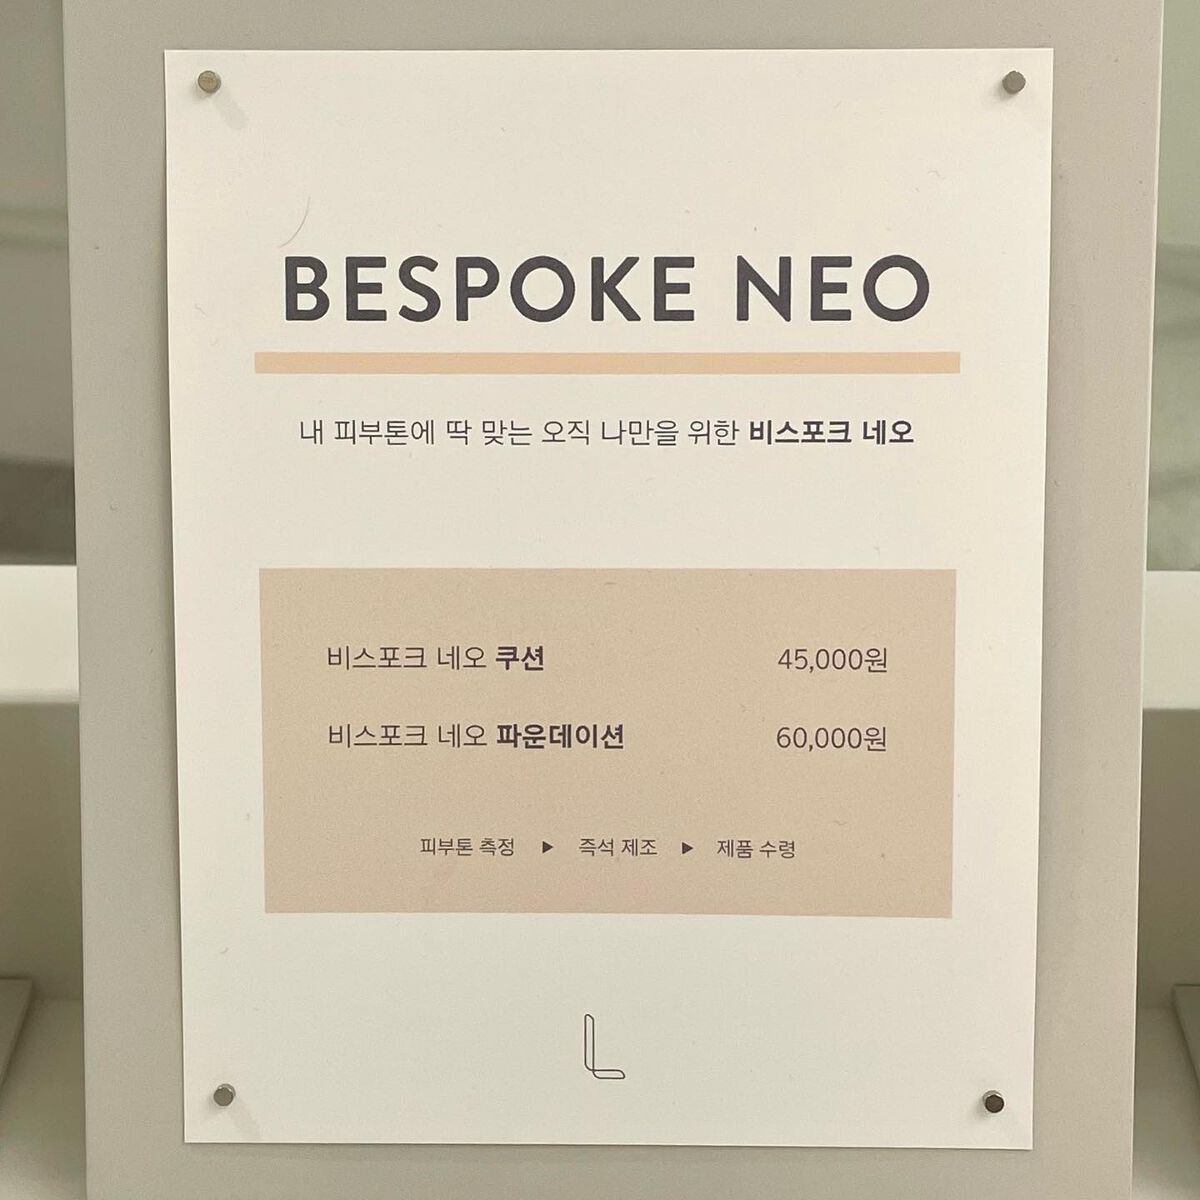 BESPOKE NEO
내 피부톤에 딱 맞는 오직 나만을 위한 비스포크 네오
비스포크 네오 쿠션 45,000원
비스포크 네오 파운데이션 60,000원
피부톤 측정 ▶ 즉석 제조 ▶ 제품 수령
L